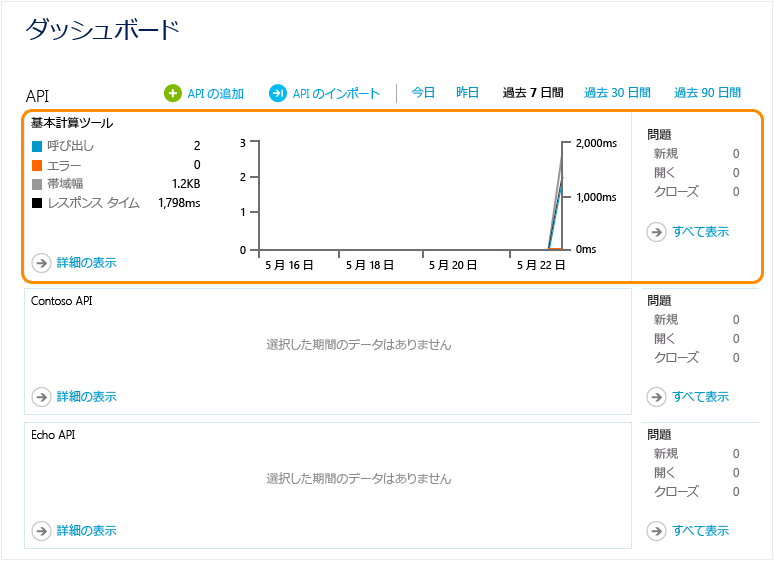 ダッシュボード
API
API の追加
API のインポート
今日
昨日
過去 7 日間
過去 30 日間
過去 90 日間
基本計算ツール
呼び出し 2
エラー 0
帯域幅 1.2KB
レスポンス タイム 1,798ms
詳細の表示
3
2
1
0
2,000ms
1,000ms
0ms
5 月 16 日
5 月 18 日
5 月 20 日
5 月 22 日
問題
新規 0
開く 0
クローズ 0
すべて表示
Contoso API
選択した期間のデータはありません
詳細の表示
問題
新規 0
開く 0
クローズ 0
すべて表示
Echo API
選択した期間のデータはありません
詳細の表示
問題
新規 0
開く 0
クローズ 0
すべて表示